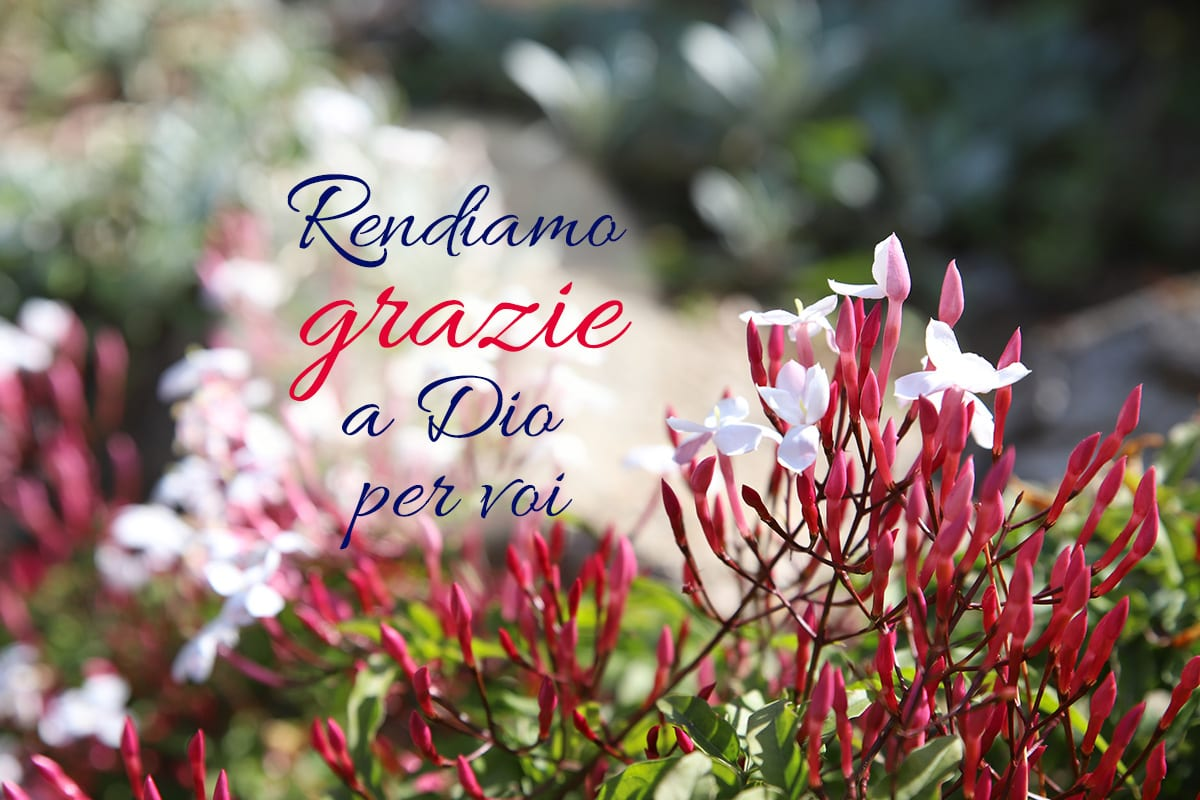 Rendiamo
grazie
a Dio
per voi